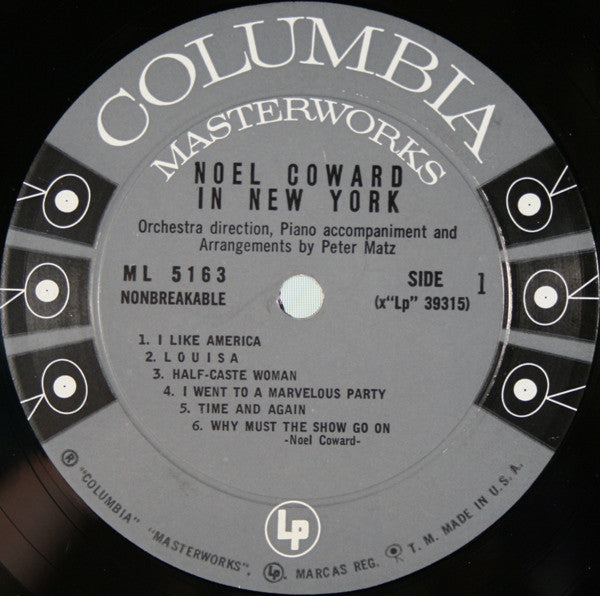 COLUMBIA
MASTERWORKS
NOEL COWARD
IN NEW YORK
Orchestra direction, Piano accompaniment and
Arrangements by Peter Matz
ML 5163
NONBREAKABLE
SIDE 1
(x"Lp" 39315)
1. I LIKE AMERICA
2. LOUISA
3. HALF-CASTE WOMAN
4. I WENT TO A MARVELOUS PARTY
5. TIME AND AGAIN
6. WHY MUST THE SHOW GO ON
-Noel Coward-
LP
® "COLUMBIA" "MASTERWORKS", LP. MARCAS REG. T. M. MADE IN U. S. A.